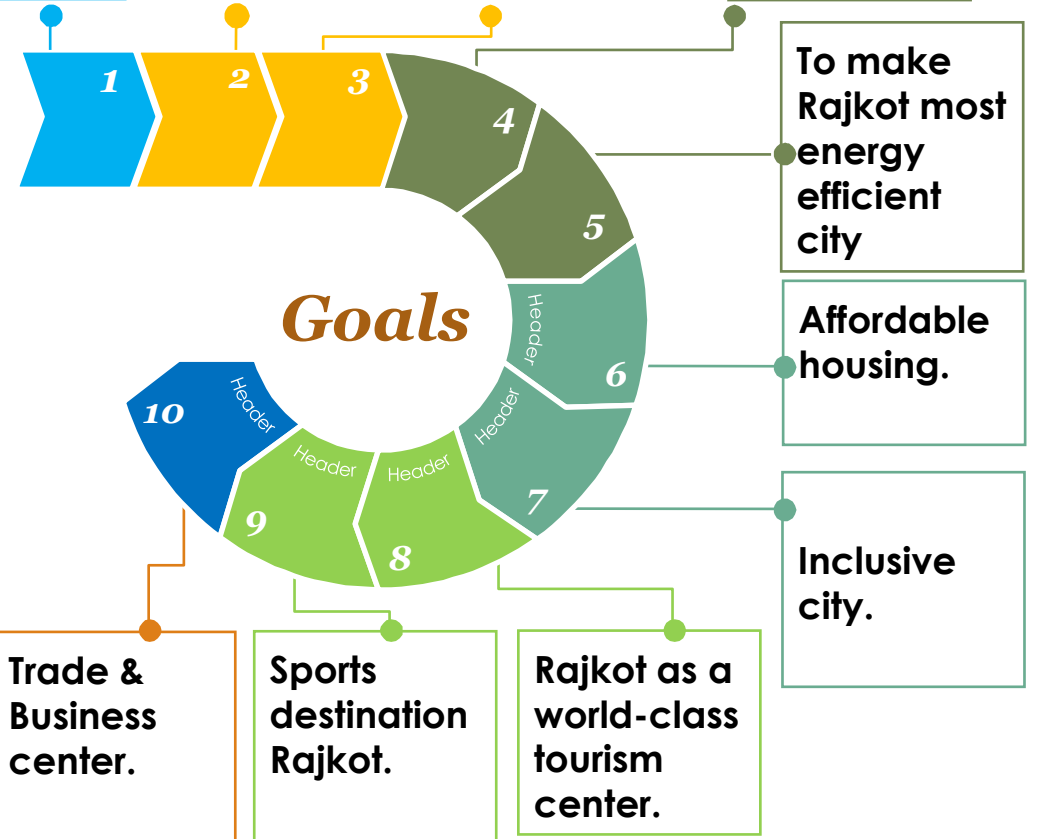 1
2
3
4
5
To make
Rajkot most
energy
efficient
city
Goals
Header
6
Affordable
housing.
Header
7
Inclusive
city.
Header
8
Rajkot as a
world-class
tourism
center.
Header
9
Sports
destination
Rajkot.
Header
10
Trade &
Business
center.